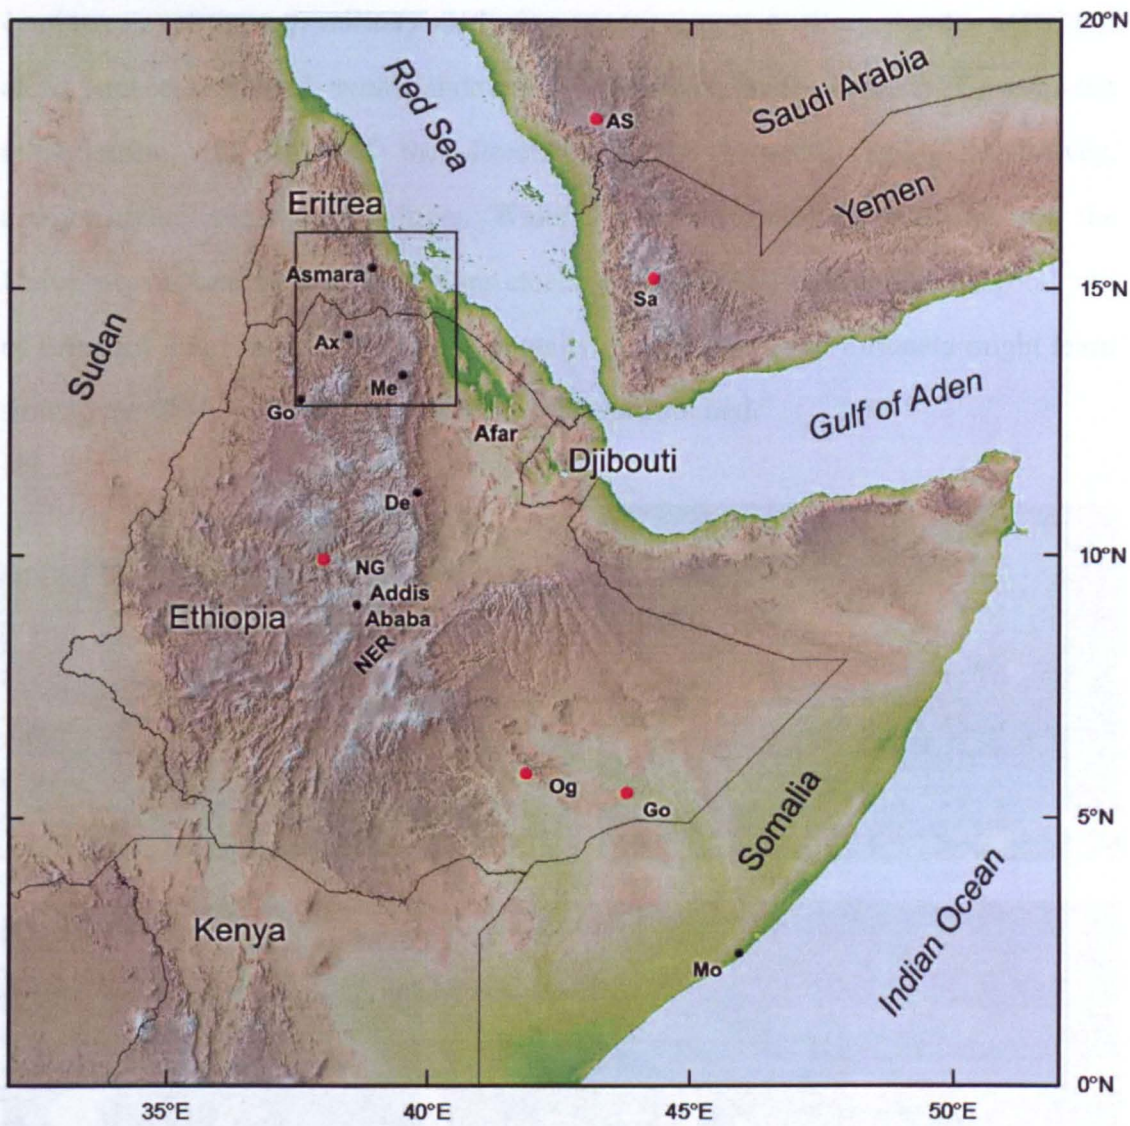 20°N
Red Sea
Saudi Arabia
AS
Yemen
Eritrea
Asmara
Sa
15°N
Sudan
Ax
Me
Go
Gulf of Aden
Afar
Djibouti
De
10°N
NG
Addis
Ababa
Ethiopia
NER
Og
Go
5°N
Somalia
Kenya
Mo
Indian Ocean
0°N
35°E
40°E
45°E
50°E